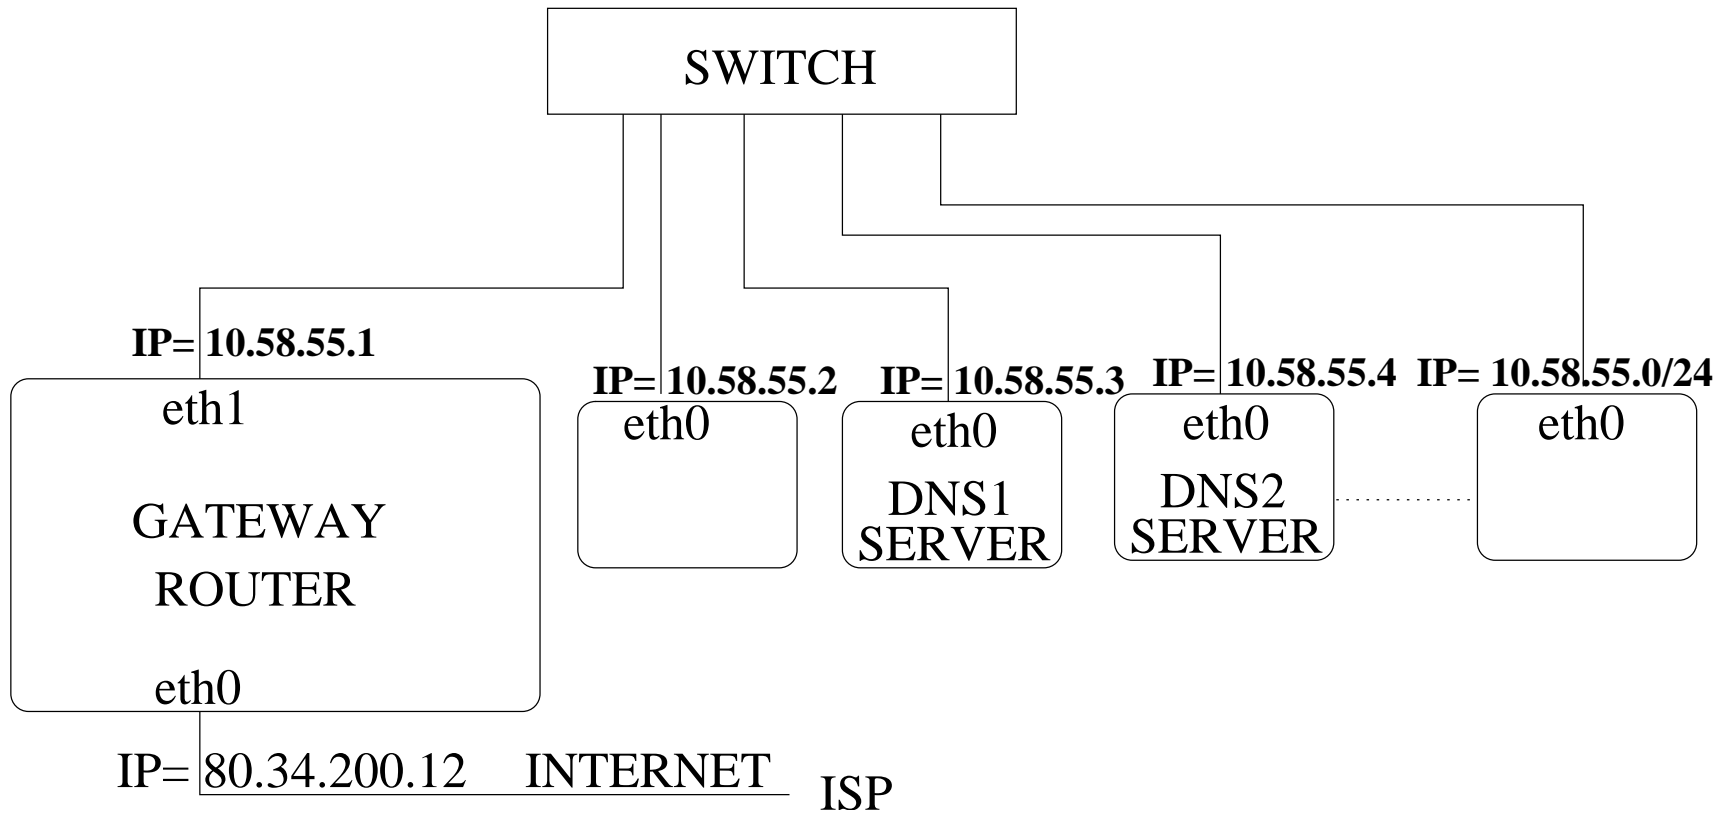 SWITCH
IP= 10.58.55.1
IP= 10.58.55.2
IP= 10.58.55.3
IP= 10.58.55.4
IP= 10.58.55.0/24
eth1
eth0
eth0
eth0
eth0
GATEWAY
ROUTER
DNS1
SERVER
DNS2
SERVER
eth0
IP= 80.34.200.12
INTERNET
ISP